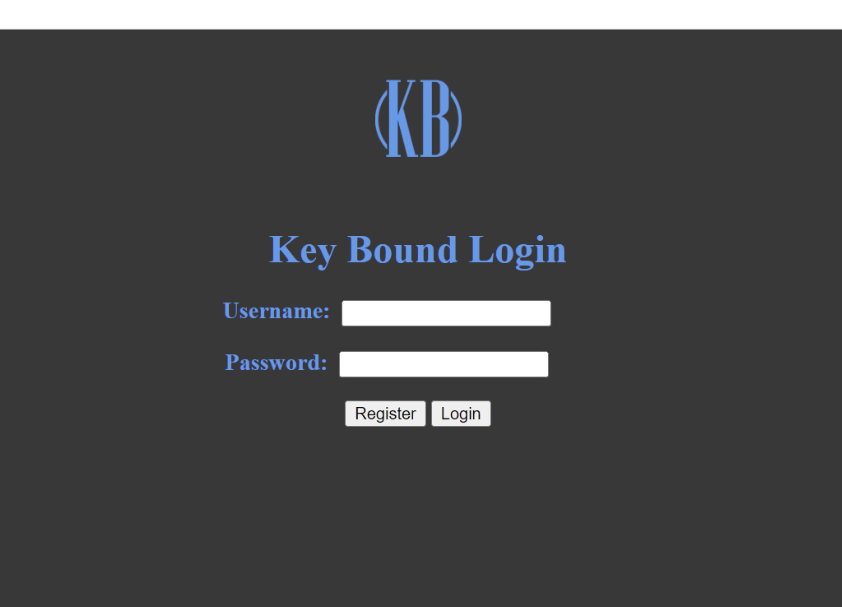 (KB)
Key Bound Login
Username:
Password:
Register Login